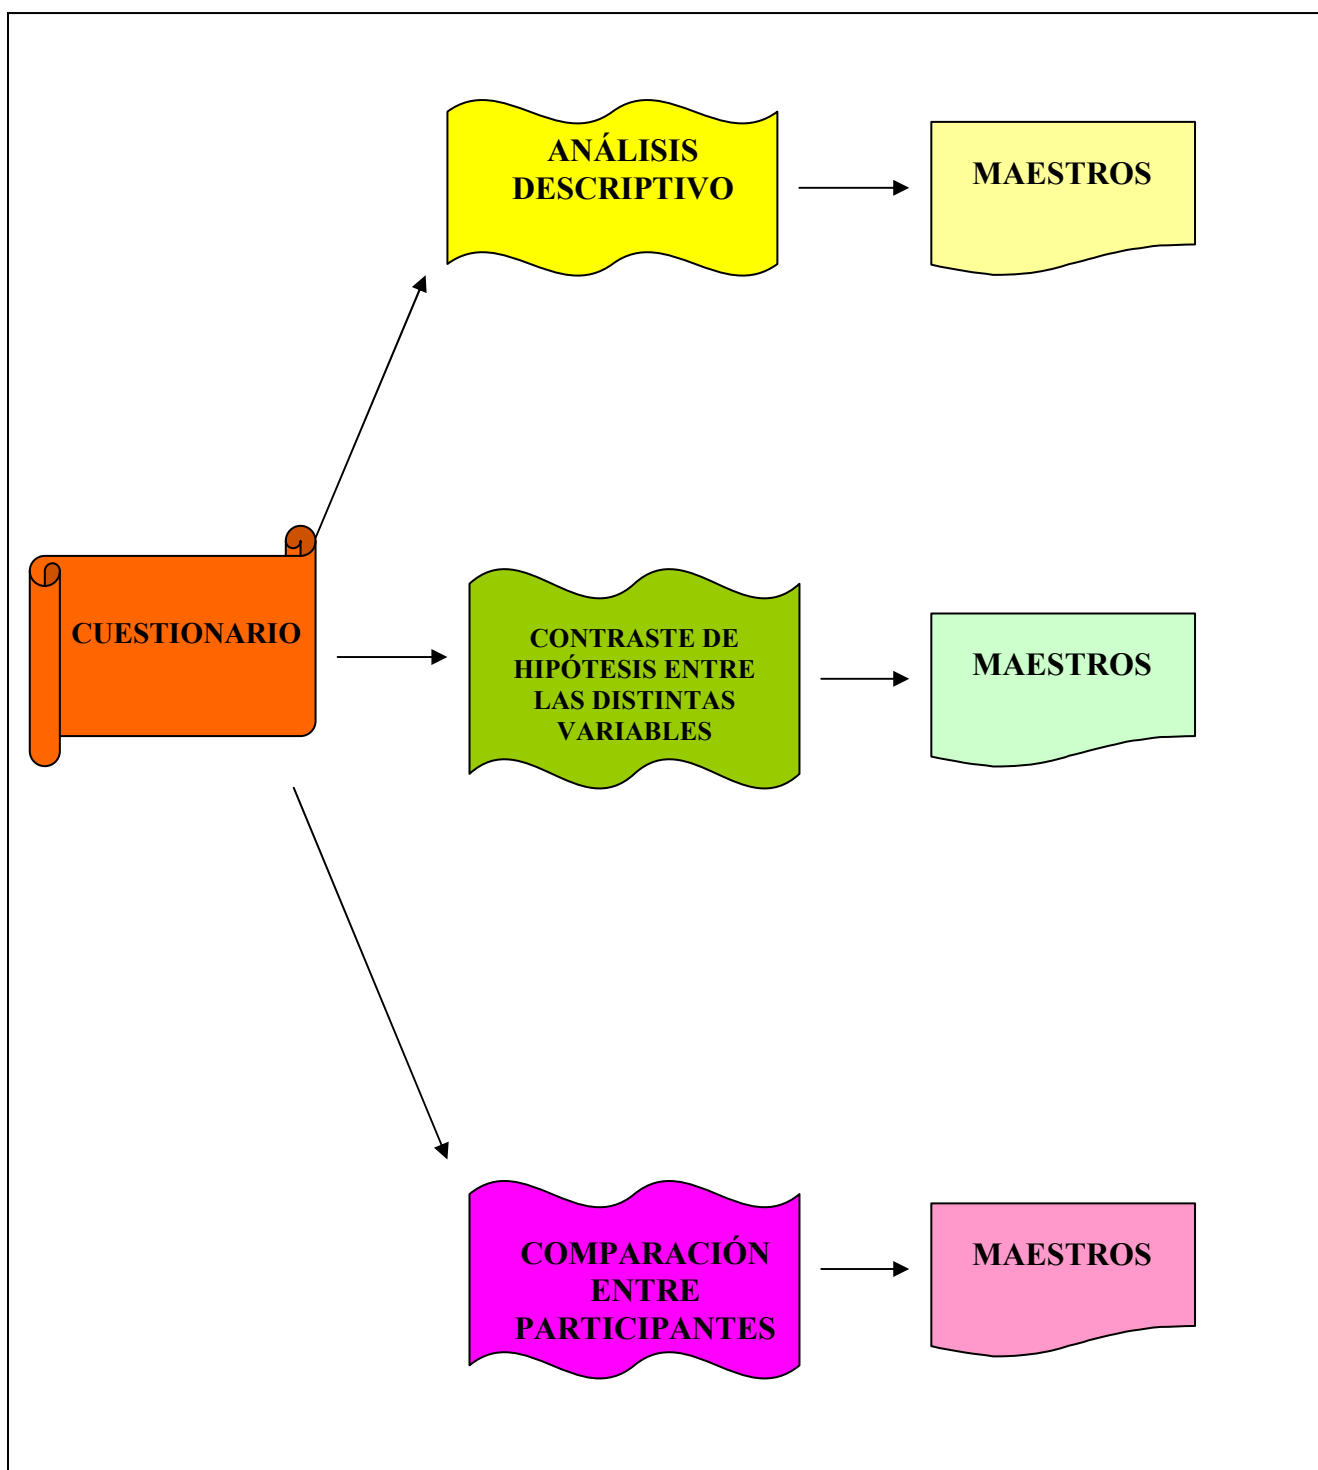 ANÁLISIS
DESCRIPTIVO
MAESTROS
CUESTIONARIO
CONTRASTE DE
HIPÓTESIS ENTRE
LAS DISTINTAS
VARIABLES
MAESTROS
COMPARACIÓN
ENTRE
PARTICIPANTES
MAESTROS